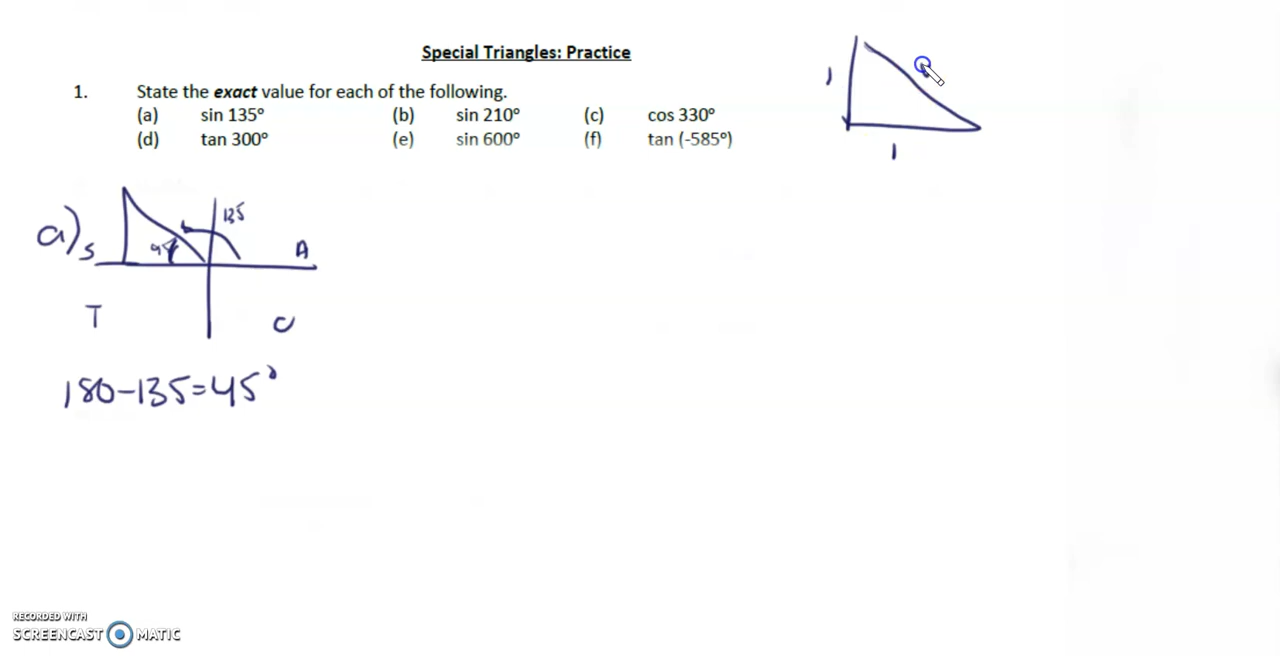 Special Triangles: Practice
1. State the exact value for each of the following.
(a) sin 135° (b) sin 210° (c) cos 330°
(d) tan 300° (e) sin 600° (f) tan (-585°)
1
1
a) S 135 A
T C
180-135=45°
RECORDED WITH
SCREENCAST MATIC